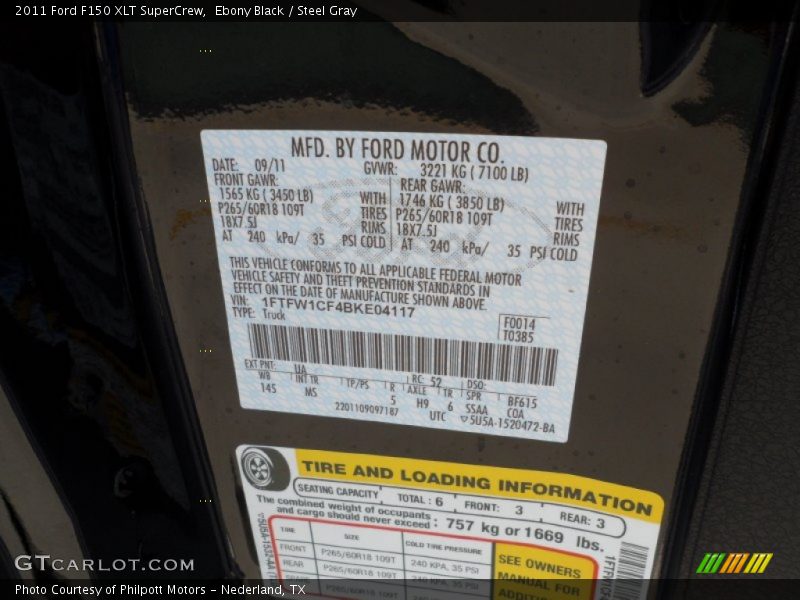 2011 Ford F150 XLT SuperCrew, Ebony Black / Steel Gray
MFD. BY FORD MOTOR CO.
DATE: 09/11 GVWR: 3221 KG ( 7100 LB)
FRONT GAWR: REAR GAWR:
1565 KG ( 3450 LB) WITH 1746 KG ( 3850 LB) WITH
P265/60R18 109T TIRES P265/60R18 109T TIRES
18X7.5J RIMS 18X7.5J RIMS
AT 240 kPa/ 35 PSI COLD AT 240 kPa/ 35 PSI COLD
THIS VEHICLE CONFORMS TO ALL APPLICABLE FEDERAL MOTOR
VEHICLE SAFETY AND THEFT PREVENTION STANDARDS IN
EFFECT ON THE DATE OF MANUFACTURE SHOWN ABOVE.
VIN: 1FTFW1CF4BKE04117
TYPE: Truck
F0014
T0385
EXT PNT: UA RC: 52 DSO:
WB INT TR TP/PS R AXLE TR SPR BF615
145 MS 5 H9 6 SSAA COA
2201109097187 UTC ▽5U5A-1520472-BA
TIRE AND LOADING INFORMATION
SEATING CAPACITY TOTAL : 6 FRONT: 3 REAR: 3
The combined weight of occupants
and cargo should never exceed : 757 kg or 1669 lbs.
TIRE SIZE COLD TIRE PRESSURE
FRONT P265/60R18 109T 240 KPA, 35 PSI
REAR P265/60R18 109T 240 KPA, 35 PSI
SEE OWNERS
MANUAL FOR
GTCARLOT.COM
Photo Courtesy of Philpott Motors – Nederland, TX